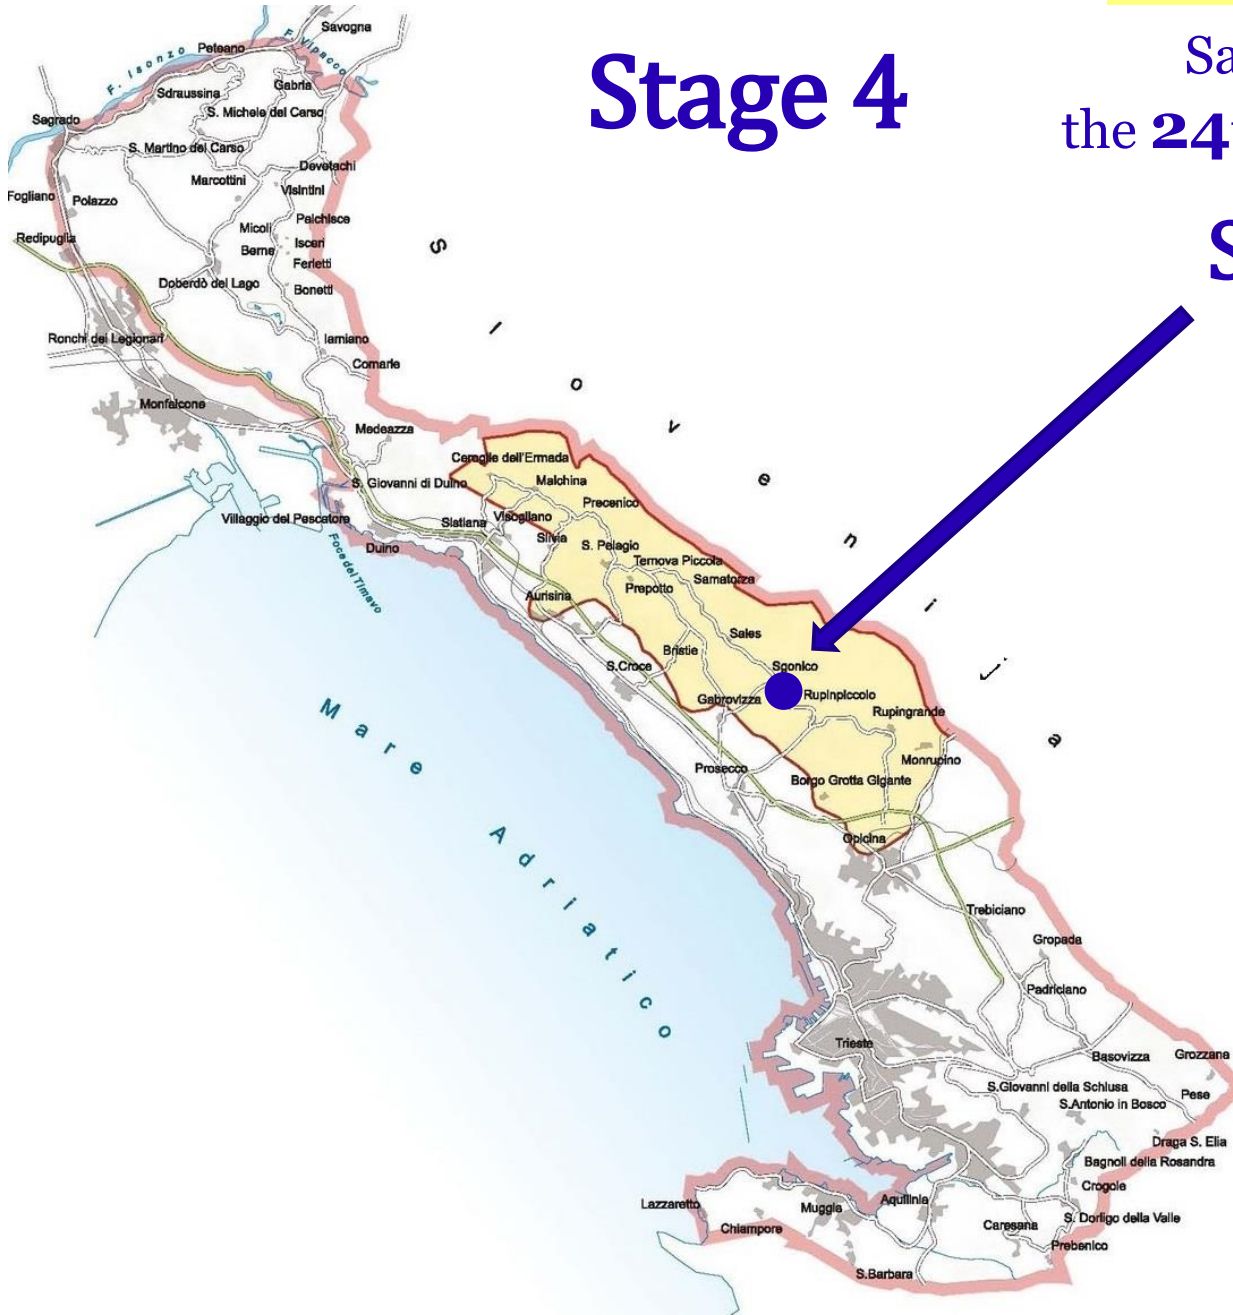 Stage 4
Sa
the 24
S
Savogna
Peteano
F. Vipacco
F. Isonzo
Gabria
Sdraussina
S. Michele del Carso
Sagrado
S. Martino del Carso
Devetachi
Marcottini
Visintini
Fogliano
Polazzo
Palchisce
Micoli
Redipuglia
Isceri
Berne
Ferletti
Doberdò del Lago
Bonetti
Ronchi dei Legionari
Iamiano
Comarie
Monfalcone
Medeazza
Slovenija
Ceroglie dell'Ermada
S. Giovanni di Duino
Malchina
Precenico
Villaggio del Pescatore
Sistiana
Visogliano
Slivia
Duino
S. Pelagio
Foce del Timavo
Ternova Piccola
Prepotto
Samatorza
Aurisina
Sales
Bristie
S.Croce
Sgonico
Gabrovizza
Rupinpiccolo
Rupingrande
Monrupino
Prosecco
Borgo Grotta Gigante
Mare Adriatico
Opicina
Trebiciano
Gropada
Padriciano
Trieste
Basovizza
Grozzana
S.Giovanni della Schiusa
Pese
S.Antonio in Bosco
Draga S. Elia
Bagnoli della Rosandra
Crogole
Lazzaretto
Aquilinia
Muggia
Chiampore
Caresana
S. Dorligo della Valle
Prebenico
S.Barbara